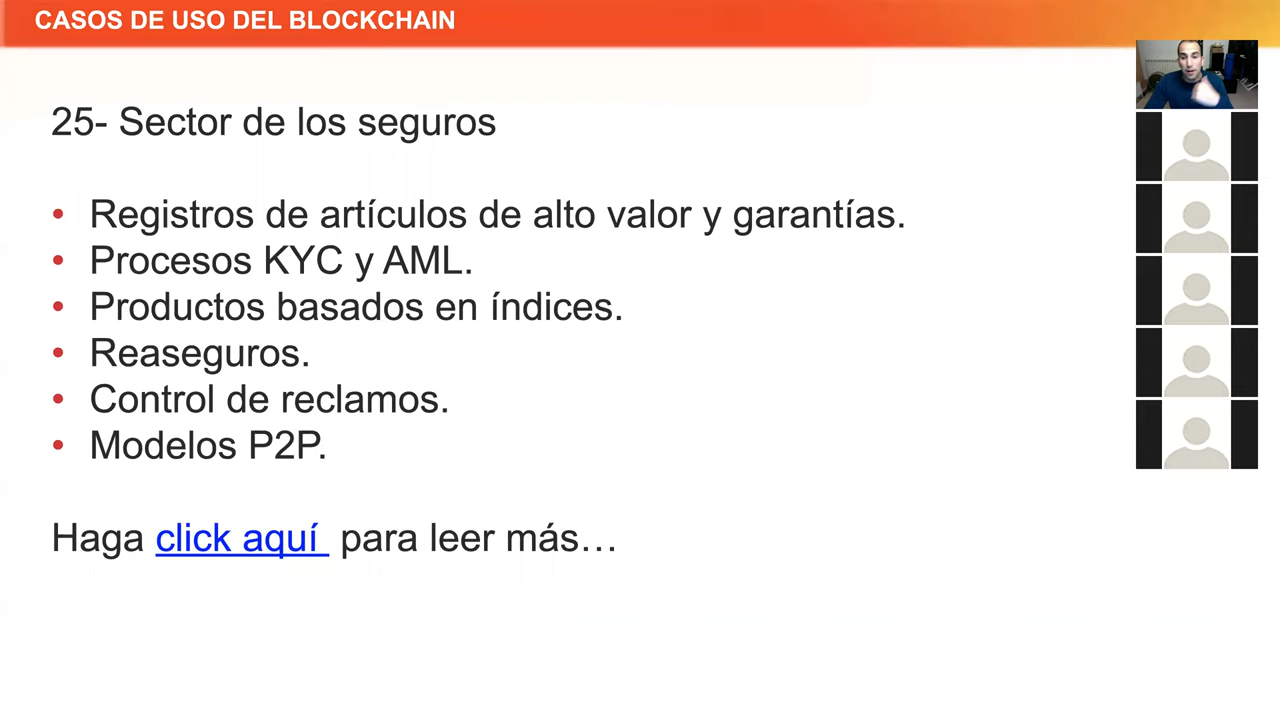 CASOS DE USO DEL BLOCKCHAIN
25- Sector de los seguros
• Registros de artículos de alto valor y garantías.
• Procesos KYC y AML.
• Productos basados en índices.
• Reaseguros.
• Control de reclamos.
• Modelos P2P.
Haga click aquí para leer más…